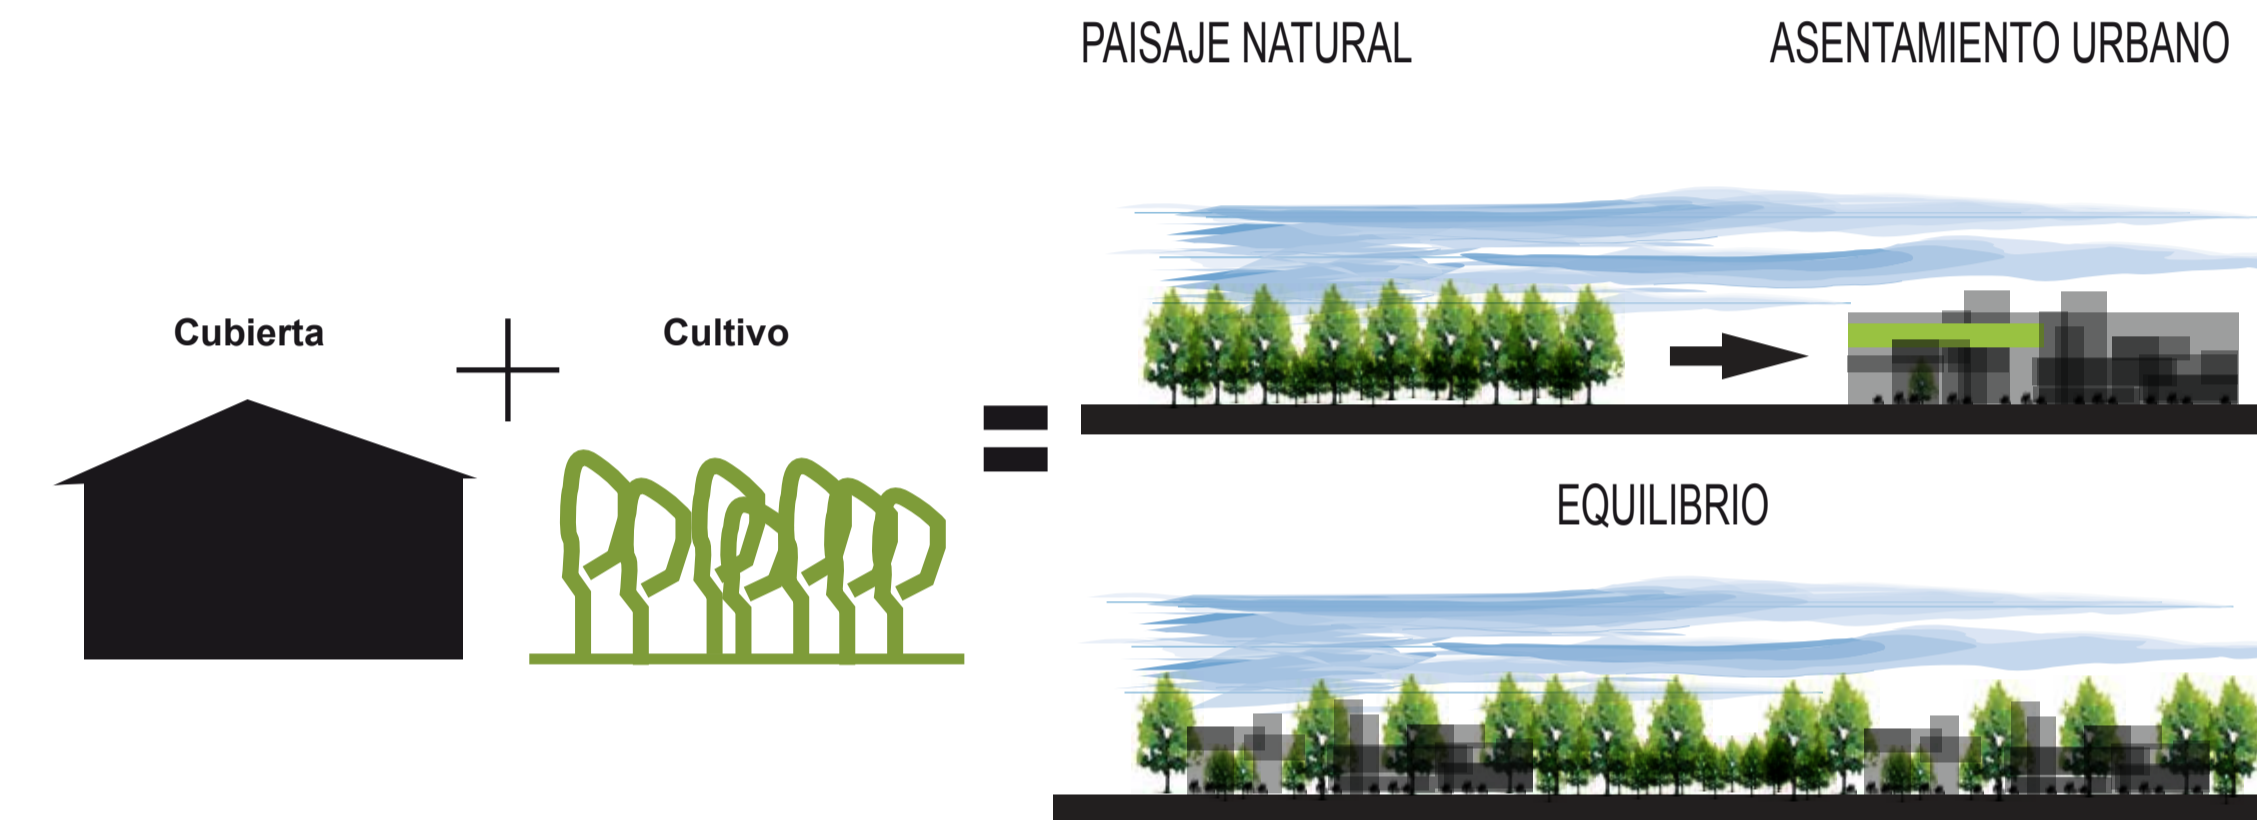 PAISAJE NATURAL
ASENTAMIENTO URBANO
Cubierta
Cultivo
EQUILIBRIO